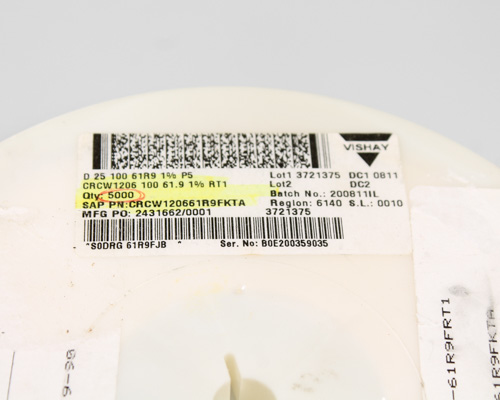 VISHAY
D 25 100 61R9 1% P5 Lot1 3721375 DC1 0811
CRCW1206 100 61.9 1% RT1 Lot2 DC2
Qty 5000 Batch No.: 200811IL
SAP PN:CRCW120661R9FKTA Region: 6140 S.L.: 0010
MFG PO: 2431662/0001 3721375
"S0DRG 61R9FJB " Ser. No: B0E200359035
-61R9FRT1
61R9FKTA
9-90